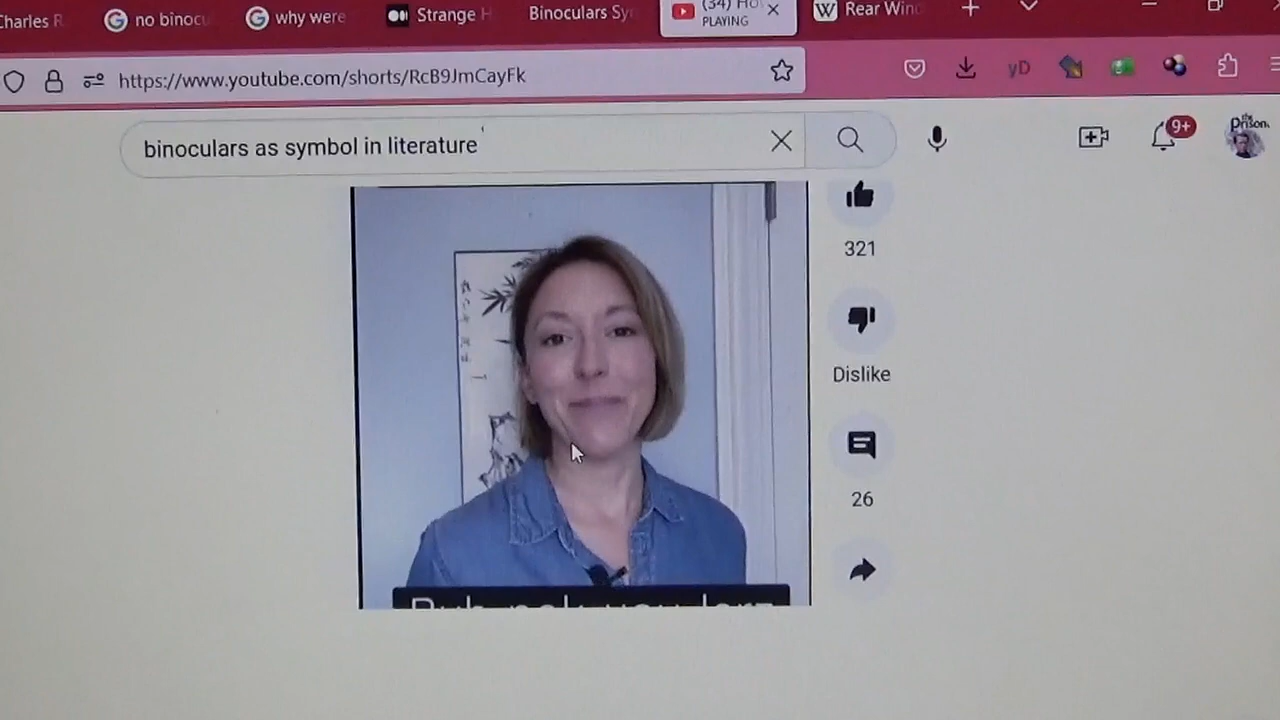 Charles R
no binocu
why were
Strange H
Binoculars Sy
(34) Ho
PLAYING
Rear Win
https://www.youtube.com/shorts/RcB9JmCayFk
yD
binoculars as symbol in literature
9+
Prison
321
Dislike
26